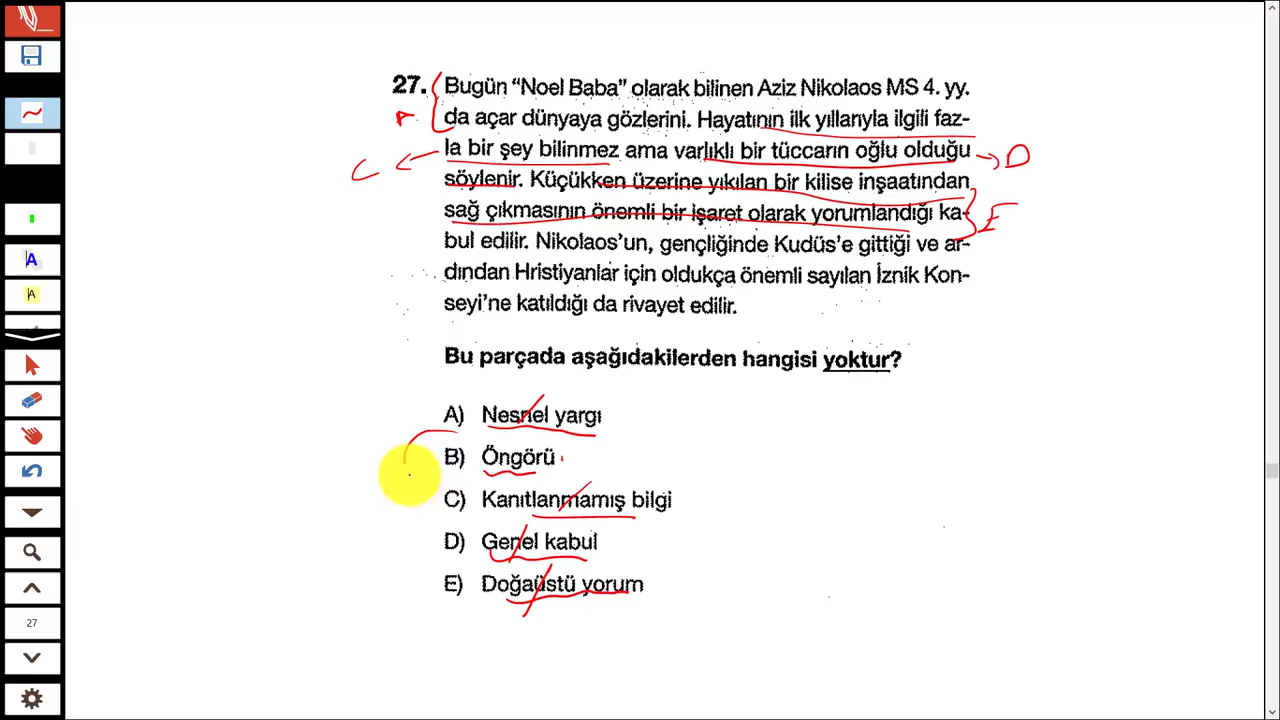 27. Bugün “Noel Baba” olarak bilinen Aziz Nikolaos MS 4. yy.
A
da açar dünyaya gözlerini. Hayatının ilk yıllarıyla ilgili faz-
la bir şey bilinmez ama varlıklı bir tüccarın oğlu olduğu
D
C
söylenir. Küçükken üzerine yıkılan bir kilise inşaatından
sağ çıkmasının önemli bir işaret olarak yorumlandığı ka-
E
bul edilir. Nikolaos’un, gençliğinde Kudüs’e gittiği ve ar-
dından Hristiyanlar için oldukça önemli sayılan İznik Kon-
seyi’ne katıldığı da rivayet edilir.
Bu parçada aşağıdakilerden hangisi yoktur?
A) Nesnel yargı
B) Öngörü
C) Kanıtlanmamış bilgi
D) Genel kabul
E) Doğaüstü yorum
A
A
27